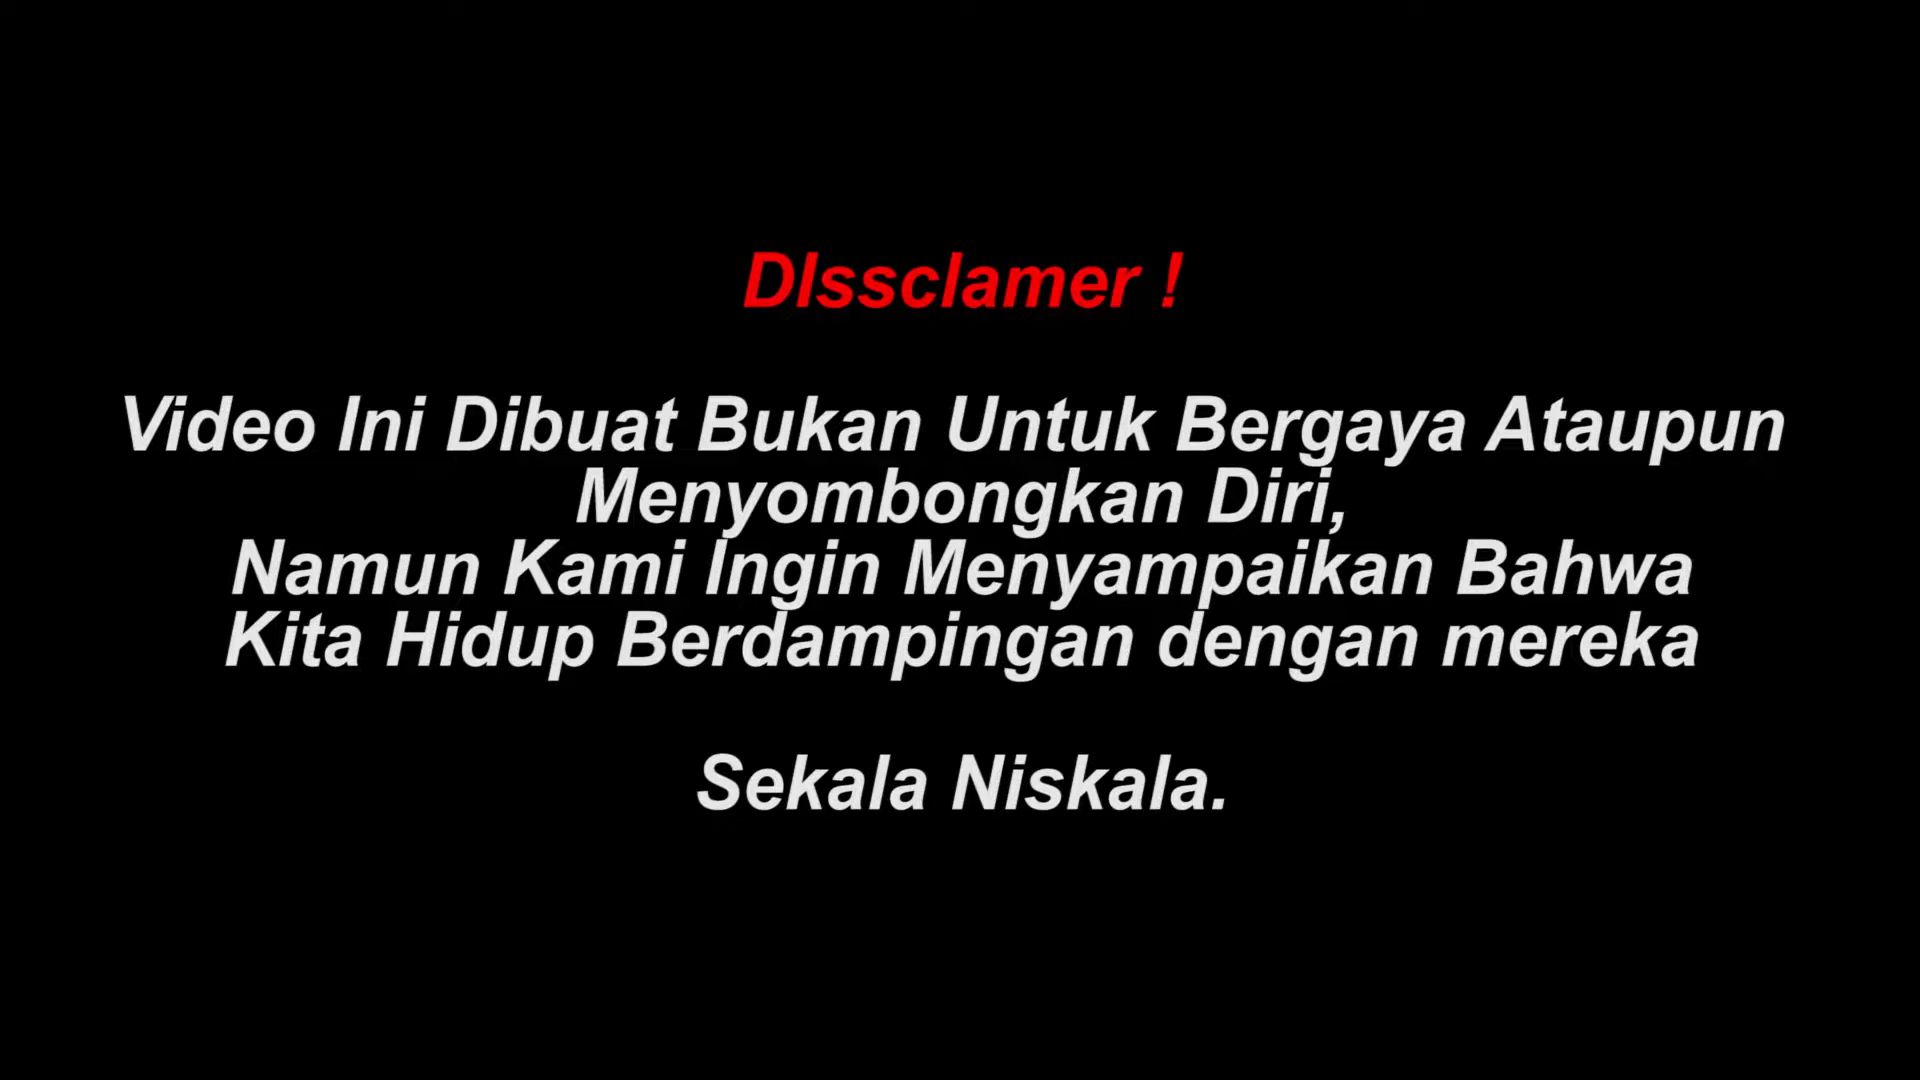 DIssclamer !
Video Ini Dibuat Bukan Untuk Bergaya Ataupun
Menyombongkan Diri,
Namun Kami Ingin Menyampaikan Bahwa
Kita Hidup Berdampingan dengan mereka
Sekala Niskala.